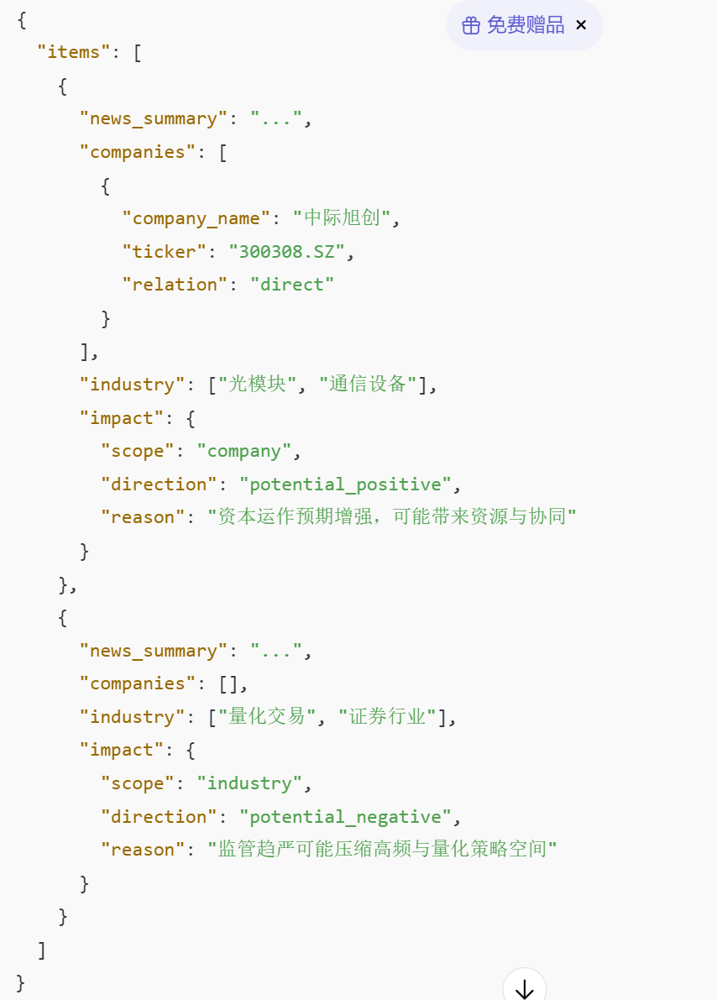 {
免费赠品 ×
  "items": [
    {
      "news_summary": "...",
      "companies": [
        {
          "company_name": "中际旭创",
          "ticker": "300308.SZ",
          "relation": "direct"
        }
      ],
      "industry": ["光模块", "通信设备"],
      "impact": {
        "scope": "company",
        "direction": "potential_positive",
        "reason": "资本运作预期增强，可能带来资源与协同"
      }
    },
    {
      "news_summary": "...",
      "companies": [],
      "industry": ["量化交易", "证券行业"],
      "impact": {
        "scope": "industry",
        "direction": "potential_negative",
        "reason": "监管趋严可能压缩高频与量化策略空间"
      }
    }
  ]
}